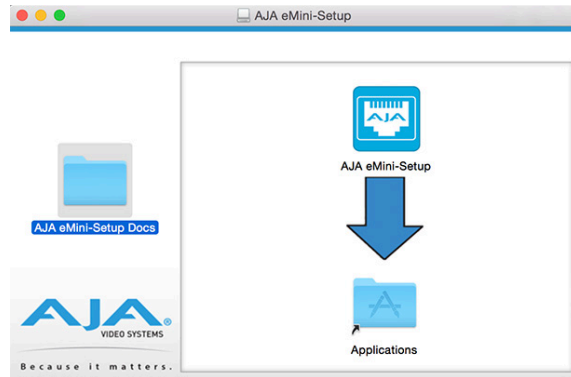 AJA eMini-Setup
AJA
AJA eMini-Setup
AJA eMini-Setup Docs
AJA®
VIDEO SYSTEMS
Because it matters.
Applications